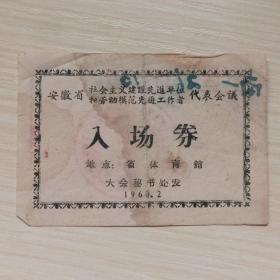 安徽省 社会主义建设先进单位 代表会议
和劳动模范先进工作者
入场券
地点：省体育館
大会秘书处发
1960.2